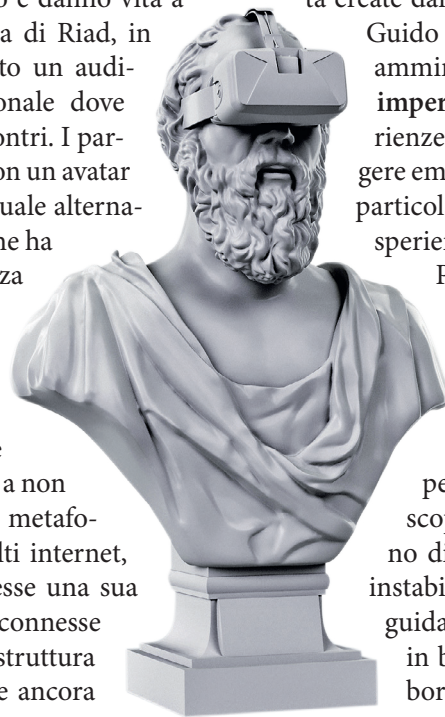 o e danno vita a
a di Riad, in
to un audi-
onale dove
ontri. I par-
on un avatar
uale alterna-
ne ha
za
e
a non
metafo-
lti internet,
esse una sua
connesse
struttura
e ancora
ta create da
Guido
ammin
imper
rienze
gere em
particol
sperien
pe
scop
no di
instabi
guida
in b
bor